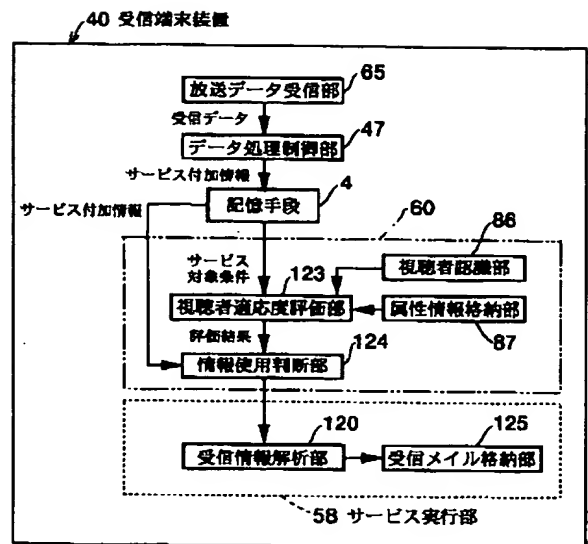 40 受信端末装置
65
放送データ受信部
受信データ
47
データ処理制御部
サービス付加情報
4
サービス付加情報
記憶手段
60
86
視聴者認識部
サービス
対象条件
123
視聴者適応度評価部
属性情報格納部
87
評価結果
124
情報使用判断部
120
受信情報解析部
125
受信メイル格納部
58 サービス実行部